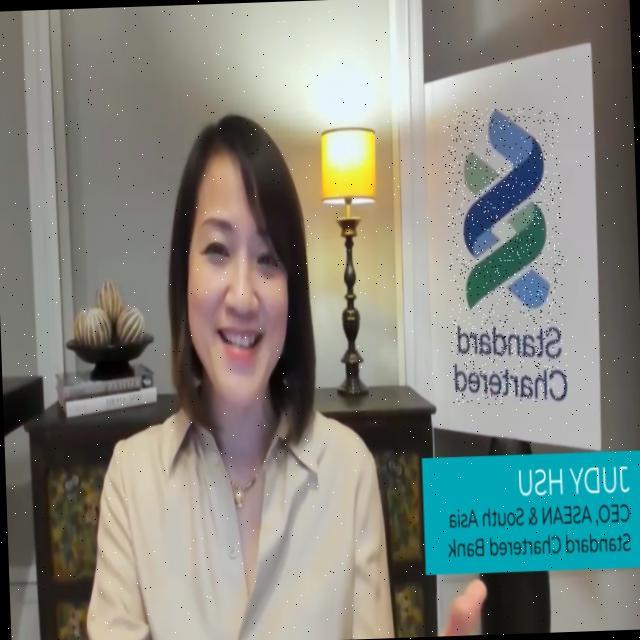 Standard
Chartered
JUDY HSU
CEO, ASEAN & South Asia
Standard Chartered Bank